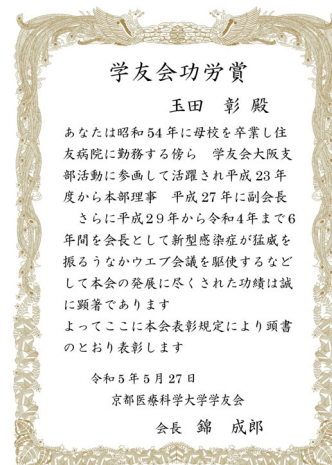 学友会功労賞
玉田 彰 殿
あなたは昭和54年に母校を卒業し住
友病院に勤務する傍ら 学友会大阪支
部活動に参画して活躍され平成23年
度から本部理事 平成27年に副会長
さらに平成29年から令和4年まで6
年間を会長として新型感染症が猛威を
振るうなかウエブ会議を駆使するなど
して本会の発展に尽くされた功績は誠
に顕著であります
よってここに本会表彰規定により頭書
のとおり表彰します
令和5年5月27日
京都医療科学大学学友会
会長 錦 成郎